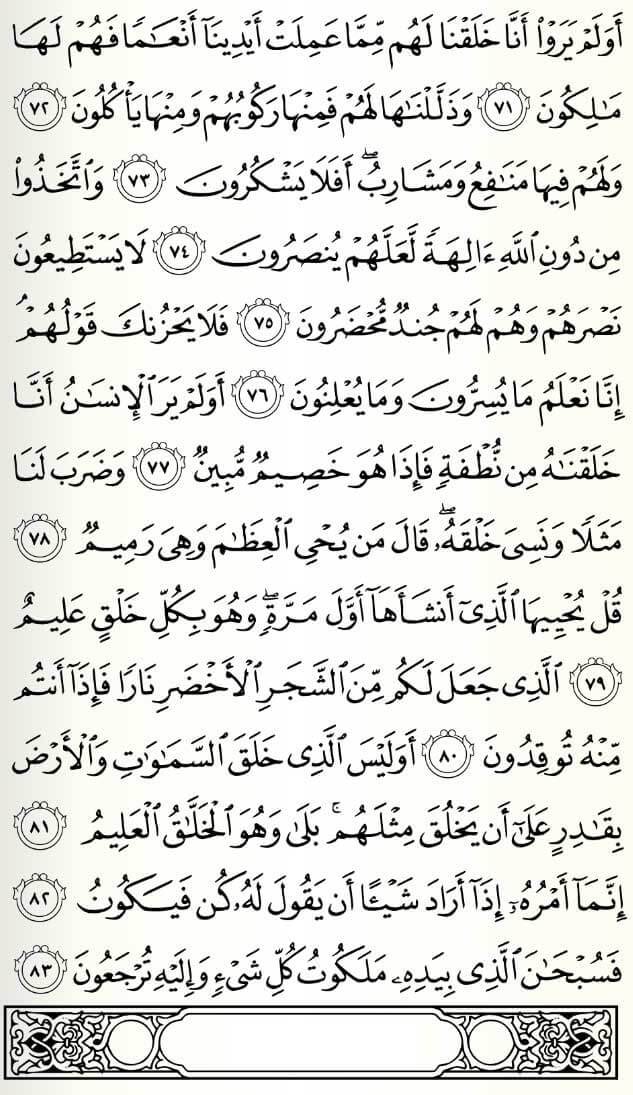 أَوَلَمْ يَرَوْا۟ أَنَّا خَلَقْنَا لَهُم مِّمَّا عَمِلَتْ أَيْدِينَآ أَنْعَـٰمًا فَهُمْ لَهَا
مَـٰلِكُونَ ٧١ وَذَلَّلْنَـٰهَا لَهُمْ فَمِنْهَا رَكُوبُهُمْ وَمِنْهَا يَأْكُلُونَ ٧٢
وَلَهُمْ فِيهَا مَنَـٰفِعُ وَمَشَارِبُ ۖ أَفَلَا يَشْكُرُونَ ٧٣ وَٱتَّخَذُوا۟
مِن دُونِ ٱللَّهِ ءَالِهَةً لَّعَلَّهُمْ يُنصَرُونَ ٧٤ لَا يَسْتَطِيعُونَ
نَصْرَهُمْ وَهُمْ لَهُمْ جُندٌ مُّحْضَرُونَ ٧٥ فَلَا يَحْزُنكَ قَوْلُهُمْ ۘ
إِنَّا نَعْلَمُ مَا يُسِرُّونَ وَمَا يُعْلِنُونَ ٧٦ أَوَلَمْ يَرَ ٱلْإِنسَـٰنُ أَنَّا
خَلَقْنَـٰهُ مِن نُّطْفَةٍ فَإِذَا هُوَ خَصِيمٌ مُّبِينٌ ٧٧ وَضَرَبَ لَنَا
مَثَلًا وَنَسِىَ خَلْقَهُۥ ۖ قَالَ مَن يُحْىِ ٱلْعِظَـٰمَ وَهِىَ رَمِيمٌ ٧٨
قُلْ يُحْيِيهَا ٱلَّذِىٓ أَنشَأَهَآ أَوَّلَ مَرَّةٍ ۖ وَهُوَ بِكُلِّ خَلْقٍ عَلِيمٌ
٧٩ ٱلَّذِى جَعَلَ لَكُم مِّنَ ٱلشَّجَرِ ٱلْأَخْضَرِ نَارًا فَإِذَآ أَنتُم
مِّنْهُ تُوقِدُونَ ٨٠ أَوَلَيْسَ ٱلَّذِى خَلَقَ ٱلسَّمَـٰوَٰتِ وَٱلْأَرْضَ
بِقَـٰدِرٍ عَلَىٰٓ أَن يَخْلُقَ مِثْلَهُم ۚ بَلَىٰ وَهُوَ ٱلْخَلَّـٰقُ ٱلْعَلِيمُ ٨١
إِنَّمَآ أَمْرُهُۥٓ إِذَآ أَرَادَ شَيْـًٔا أَن يَقُولَ لَهُۥ كُن فَيَكُونُ ٨٢
فَسُبْحَـٰنَ ٱلَّذِى بِيَدِهِۦ مَلَكُوتُ كُلِّ شَىْءٍ وَإِلَيْهِ تُرْجَعُونَ ٨٣